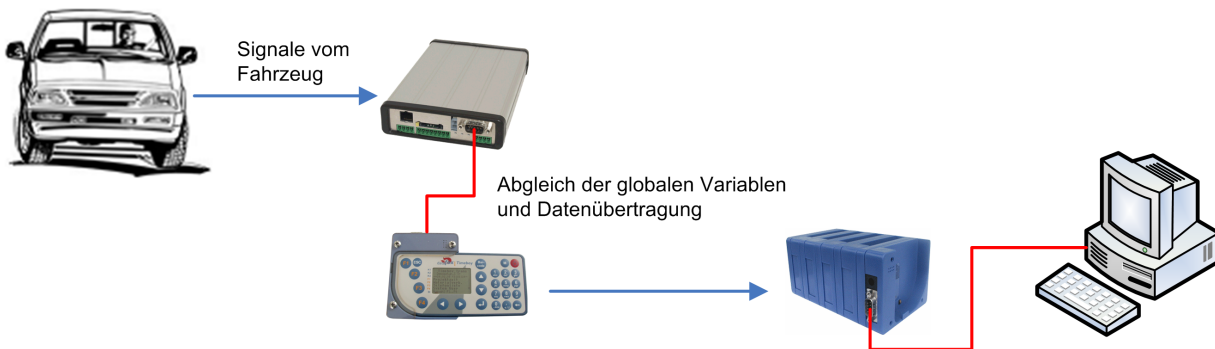 Signale vom
Fahrzeug
Abgleich der globalen Variablen
und Datenübertragung